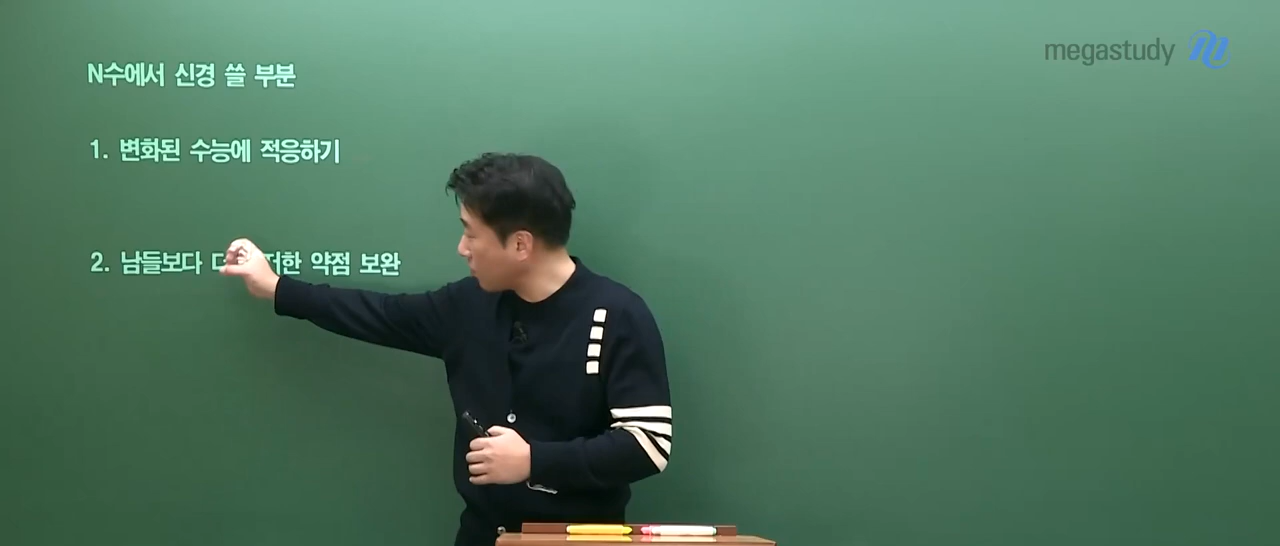 N수에서 신경 쓸 부분
megastudy
1. 변화된 수능에 적응하기
2. 남들보다 한 약점 보완